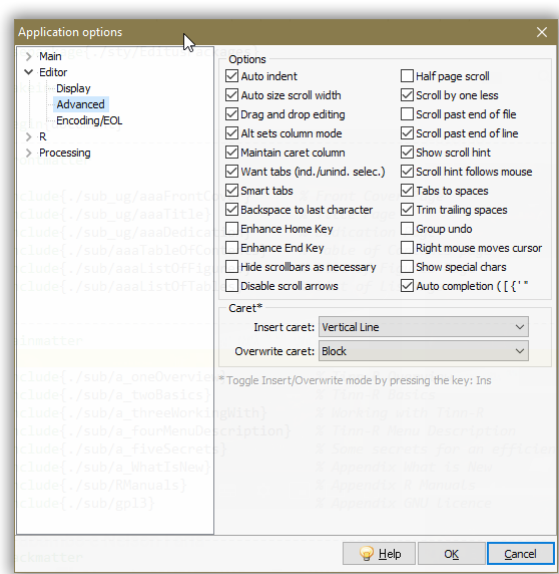 Application options
Main
Editor
Display
Advanced
Encoding/EOL
R
Processing
Options
Auto indent
Auto size scroll width
Drag and drop editing
Alt sets column mode
Maintain caret column
Want tabs (ind./unind. selec.)
Smart tabs
Backspace to last character
Enhance Home Key
Enhance End Key
Hide scrollbars as necessary
Disable scroll arrows
Half page scroll
Scroll by one less
Scroll past end of file
Scroll past end of line
Show scroll hint
Scroll hint follows mouse
Tabs to spaces
Trim trailing spaces
Group undo
Right mouse moves cursor
Show special chars
Auto completion ( [ { ' "
Caret*
Insert caret: Vertical Line
Overwrite caret: Block
*Toggle Insert/Overwrite mode by pressing the key: Ins
Help OK Cancel